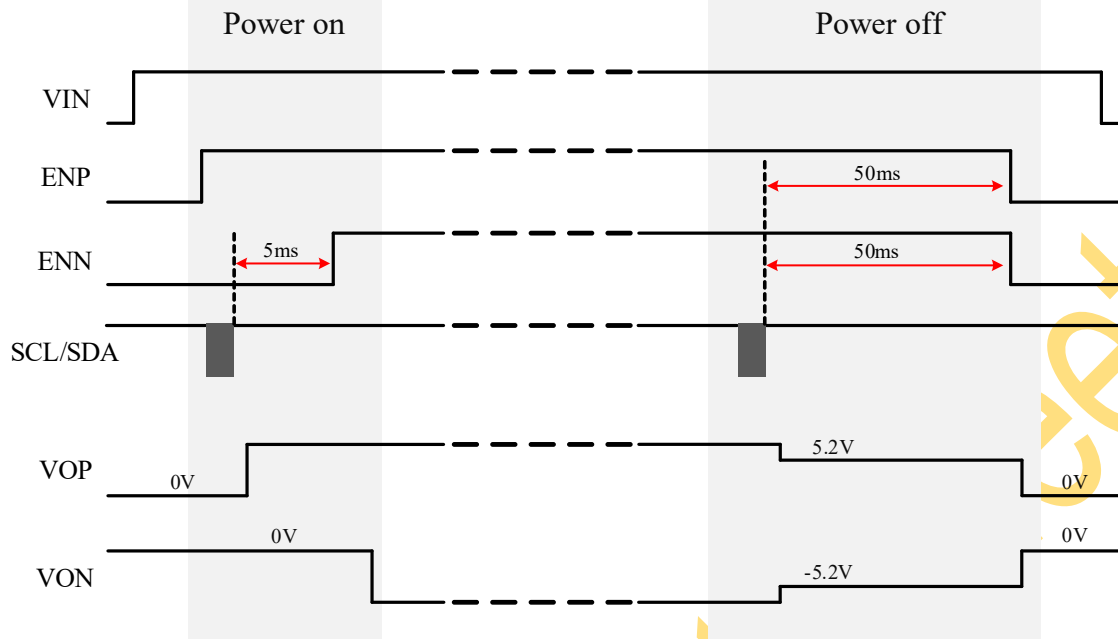 Power on
Power off
VIN
ENP
50ms
ENN
5ms
50ms
SCL/SDA
VOP
0V
5.2V
0V
VON
0V
-5.2V
0V